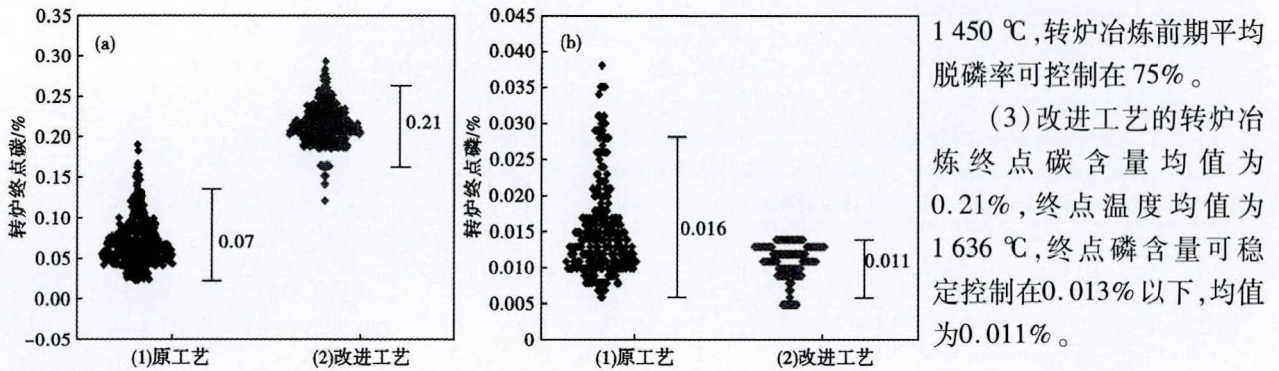 0.35
0.30
0.25
0.20
0.15
0.10
0.05
0.00
−0.05
转炉终点碳/%
(a)
0.07
0.21
(1)原工艺
(2)改进工艺
0.045
0.040
0.035
0.030
0.025
0.020
0.015
0.010
0.005
0
转炉终点磷/%
(b)
0.016
0.011
(1)原工艺
(2)改进工艺
1 450 ℃,转炉冶炼前期平均
脱磷率可控制在 75%。
(3)改进工艺的转炉冶
炼终点碳含量均值为
0.21%,终点温度均值为
1 636 ℃,终点磷含量可稳
定控制在0.013%以下,均值
为0.011%。